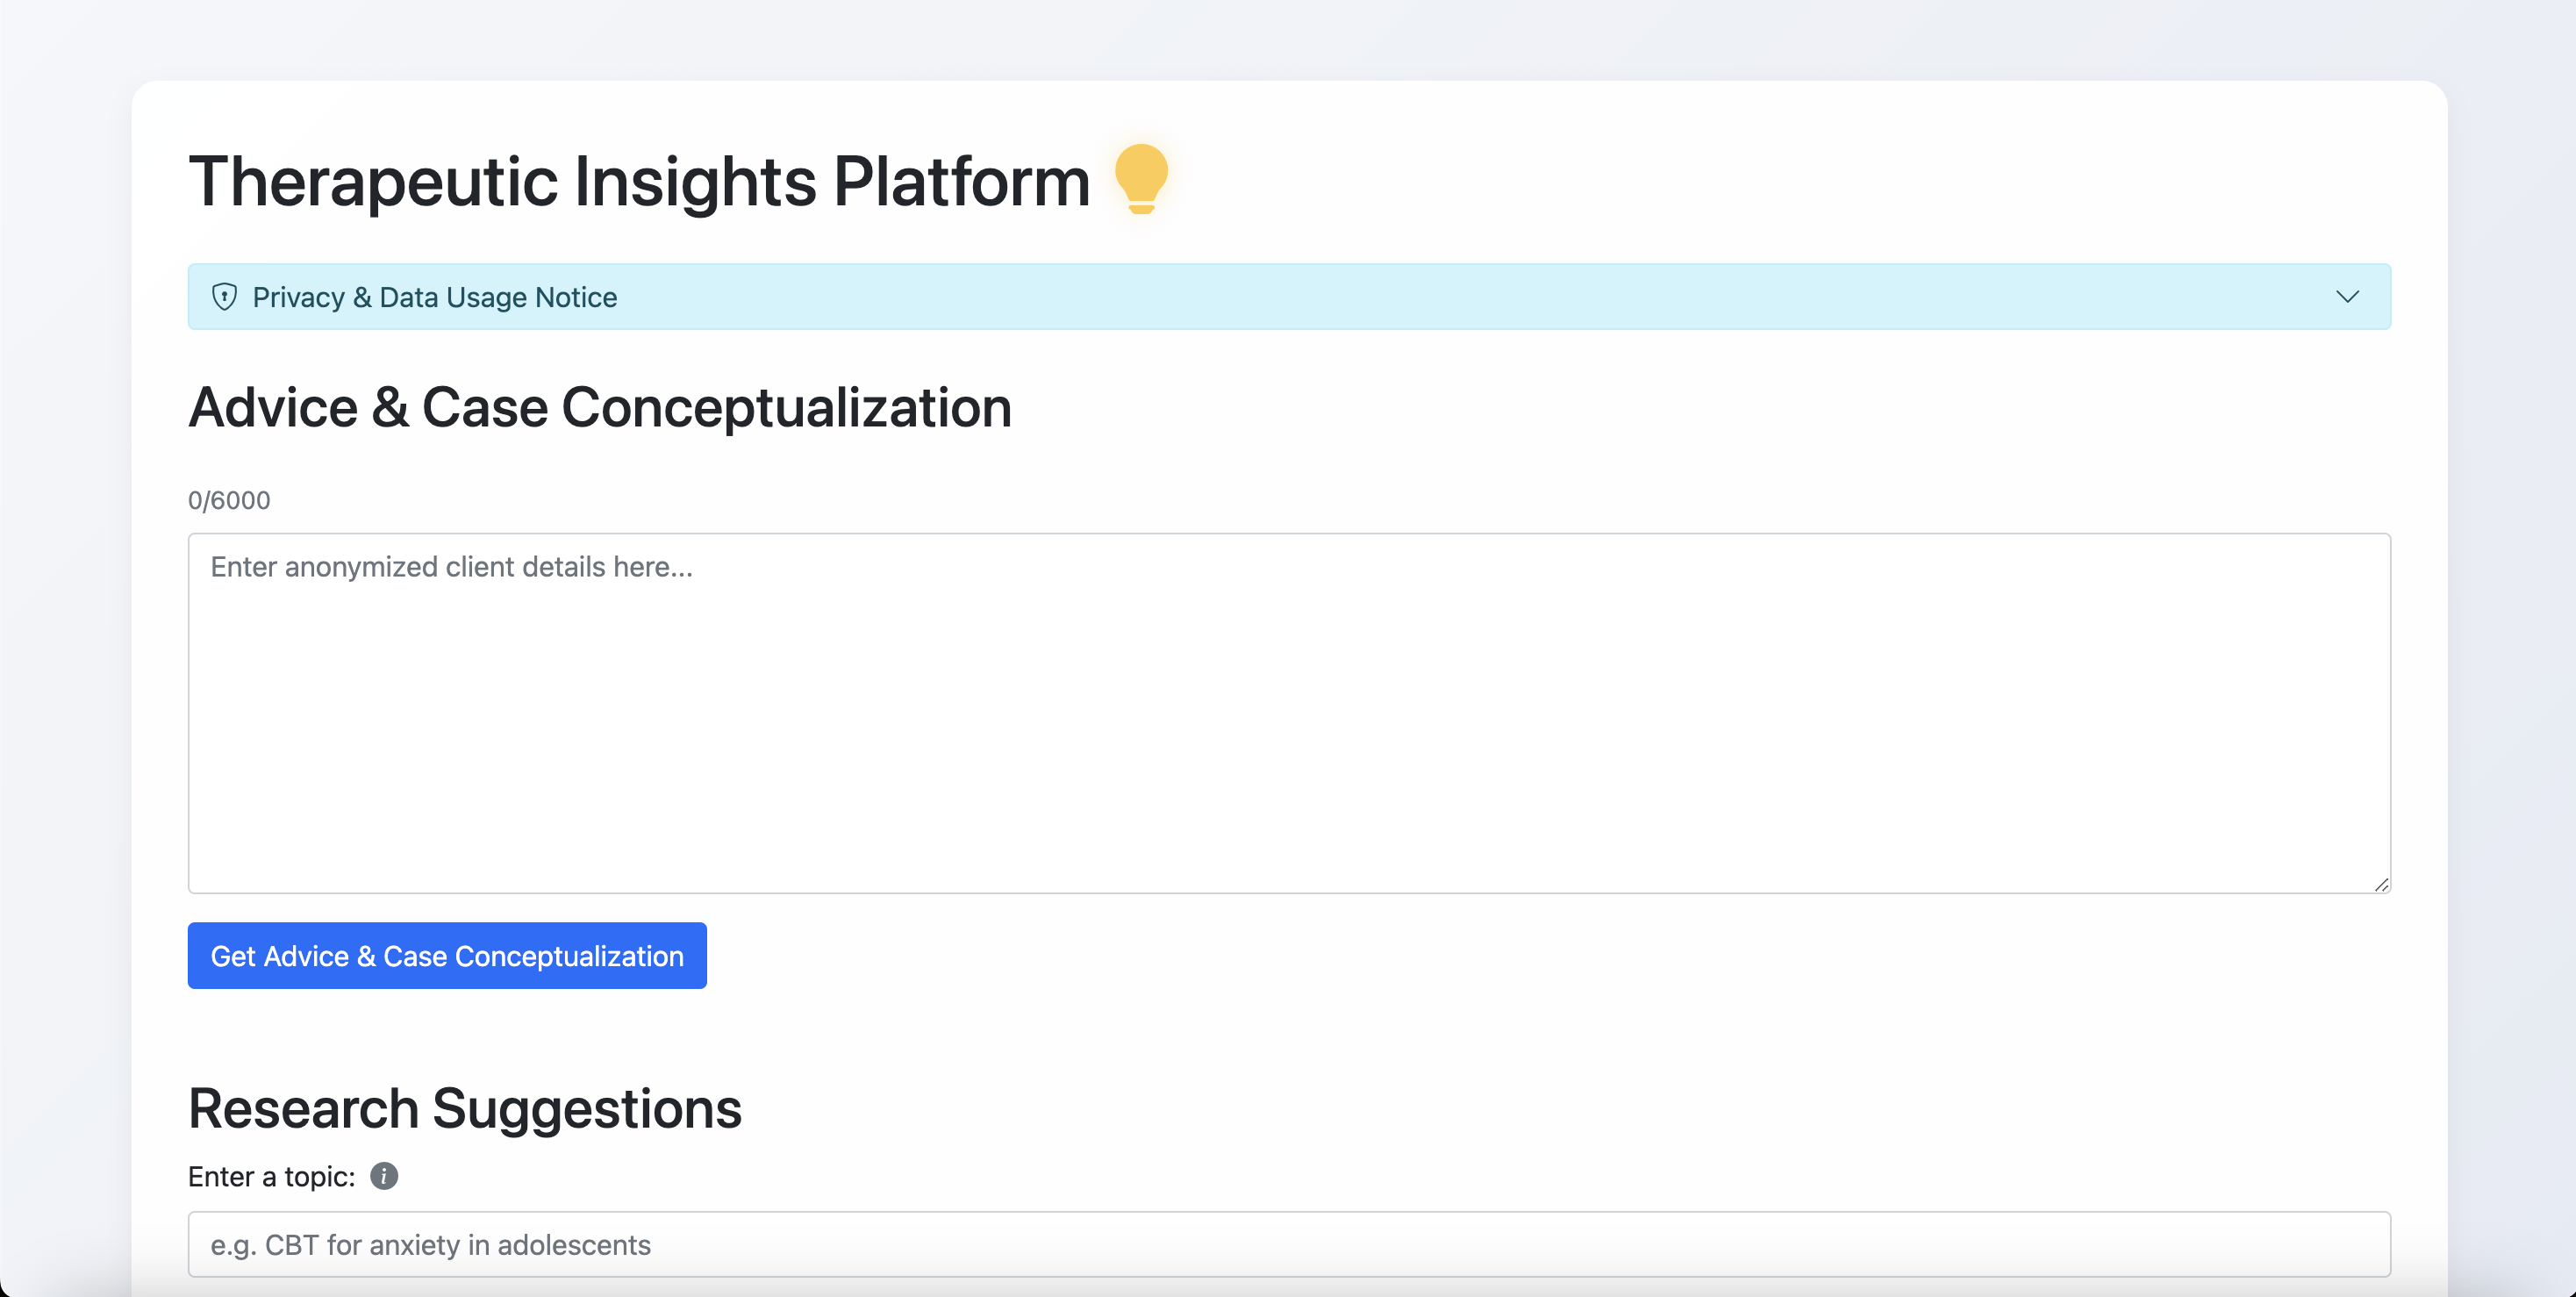 Therapeutic Insights Platform
Privacy & Data Usage Notice
Advice & Case Conceptualization
0/6000
Enter anonymized client details here...
Get Advice & Case Conceptualization
Research Suggestions
Enter a topic: i
e.g. CBT for anxiety in adolescents